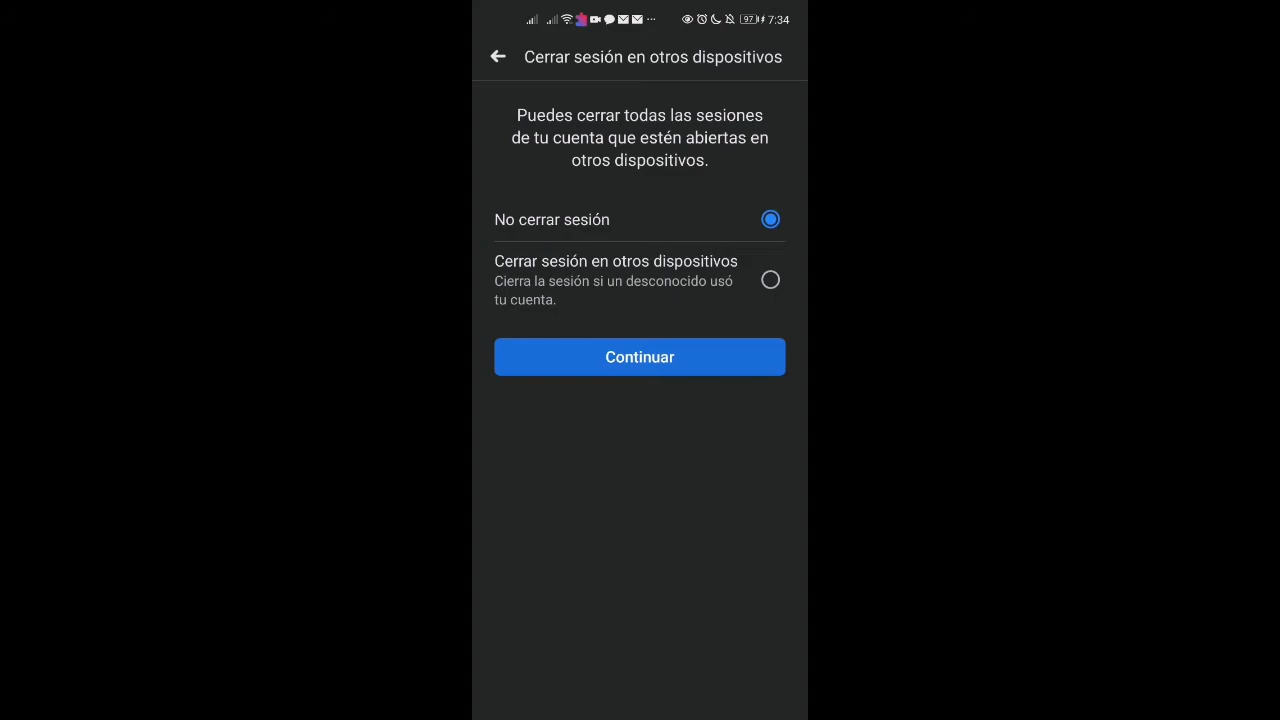 97 7:34
Cerrar sesión en otros dispositivos
Puedes cerrar todas las sesiones
de tu cuenta que estén abiertas en
otros dispositivos.
No cerrar sesión
Cerrar sesión en otros dispositivos
Cierra la sesión si un desconocido usó
tu cuenta.
Continuar